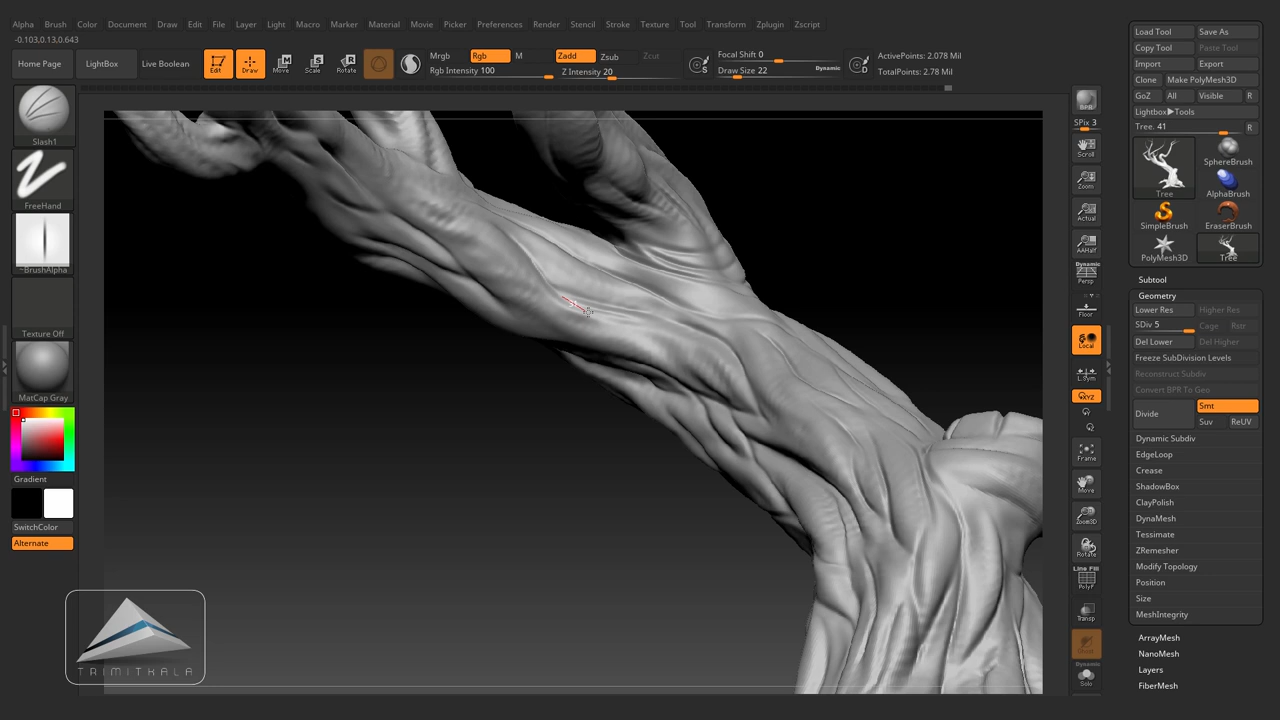 Alpha Brush Color Document Draw Edit File Layer Light Macro Marker Material Movie Picker Preferences Render Stencil Stroke Texture Tool Transform Zplugin Zscript
-0.103,0.13,0.643
Home Page LightBox Live Boolean Edit Draw Move Scale Rotate
Mrgb Rgb M Zadd Zsub Zcut
Rgb Intensity 100 Z Intensity 20
Focal Shift 0
Draw Size 22 Dynamic
ActivePoints: 2.078 Mil
TotalPoints: 2.78 Mil
S
D
Slash1
FreeHand
~BrushAlpha
Texture Off
MatCap Gray
Gradient
SwitchColor
Alternate
TRIMITKALA
BPR
SPix 3
Scroll
Zoom
Actual
AAHalf
Dynamic
Persp
Floor
Local
L.Sym
XYZ
Frame
Move
Zoom3D
Rotate
Line Fill
PolyF
Transp
Ghost
Dynamic
Solo
Load Tool Save As
Copy Tool Paste Tool
Import Export
Clone Make PolyMesh3D
GoZ All Visible R
Lightbox▶Tools
Tree. 41 R
Tree SphereBrush
AlphaBrush
SimpleBrush EraserBrush
PolyMesh3D Tree
Subtool
Geometry
Lower Res Higher Res
SDiv 5 Cage Rstr
Del Lower Del Higher
Freeze SubDivision Levels
Reconstruct Subdiv
Convert BPR To Geo
Divide Smt
Suv ReUV
Dynamic Subdiv
EdgeLoop
Crease
ShadowBox
ClayPolish
DynaMesh
Tessimate
ZRemesher
Modify Topology
Position
Size
MeshIntegrity
ArrayMesh
NanoMesh
Layers
FiberMesh